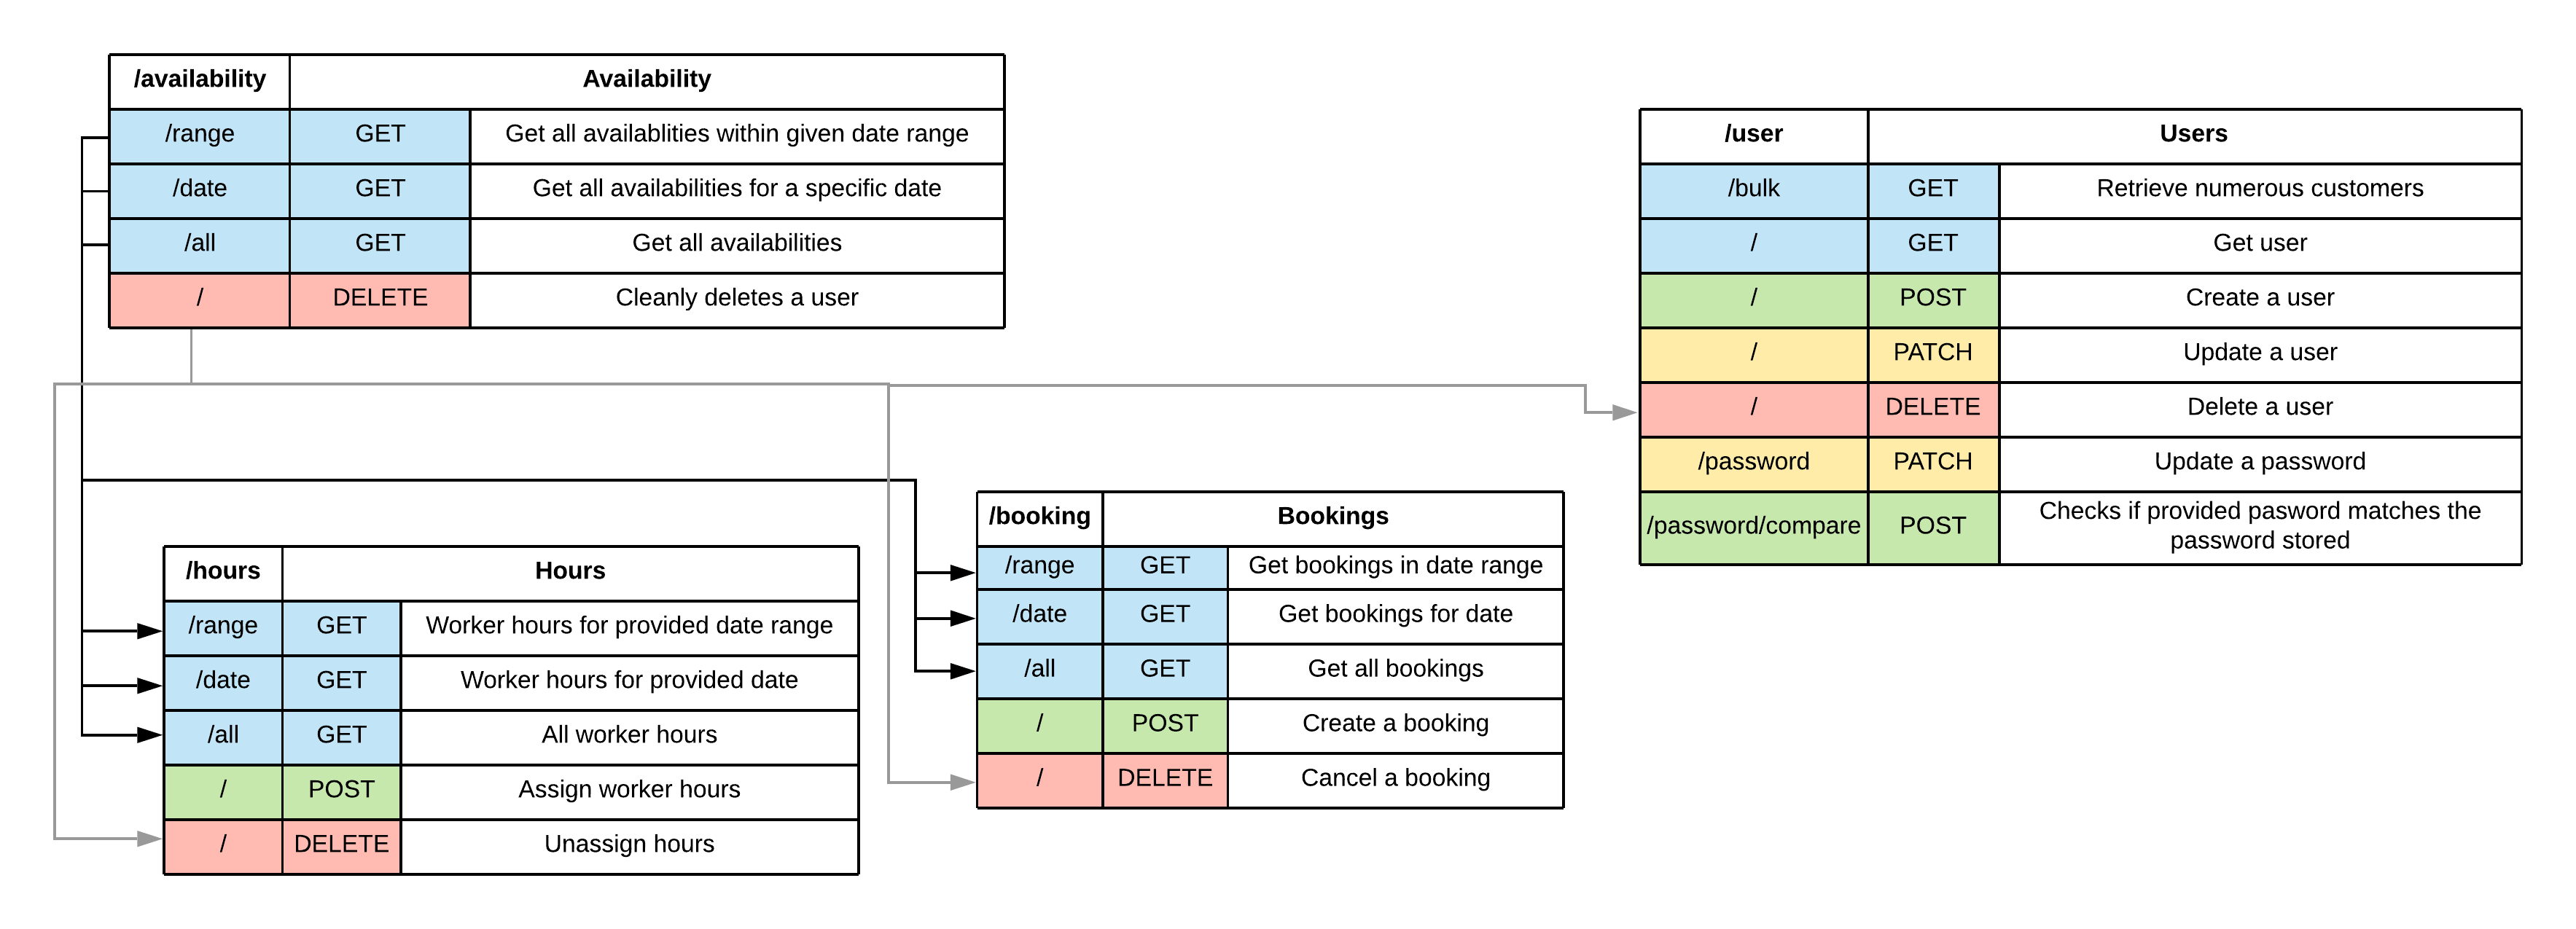 /availability Availability
/range GET Get all availablities within given date range
/date GET Get all availabilities for a specific date
/all GET Get all availabilities
/ DELETE Cleanly deletes a user
/user Users
/bulk GET Retrieve numerous customers
/ GET Get user
/ POST Create a user
/ PATCH Update a user
/ DELETE Delete a user
/password PATCH Update a password
/password/compare POST Checks if provided pasword matches the
password stored
/hours Hours
/range GET Worker hours for provided date range
/date GET Worker hours for provided date
/all GET All worker hours
/ POST Assign worker hours
/ DELETE Unassign hours
/booking Bookings
/range GET Get bookings in date range
/date GET Get bookings for date
/all GET Get all bookings
/ POST Create a booking
/ DELETE Cancel a booking